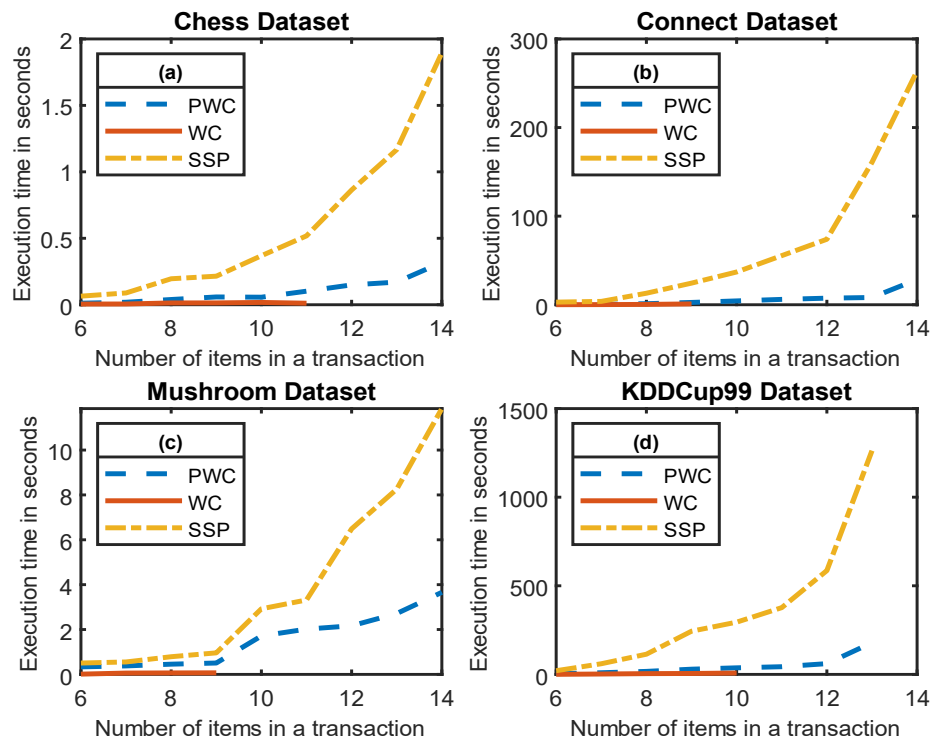 Chess Dataset
Execution time in seconds
2
1.5
1
0.5
0
(a)
PWC
WC
SSP
6 8 10 12 14
Number of items in a transaction
Connect Dataset
Execution time in seconds
300
200
100
0
(b)
PWC
WC
SSP
6 8 10 12 14
Number of items in a transaction
Mushroom Dataset
Execution time in seconds
10
8
6
4
2
0
(c)
PWC
WC
SSP
6 8 10 12 14
Number of items in a transaction
KDDCup99 Dataset
Execution time in seconds
1500
1000
500
0
(d)
PWC
WC
SSP
6 8 10 12 14
Number of items in a transaction